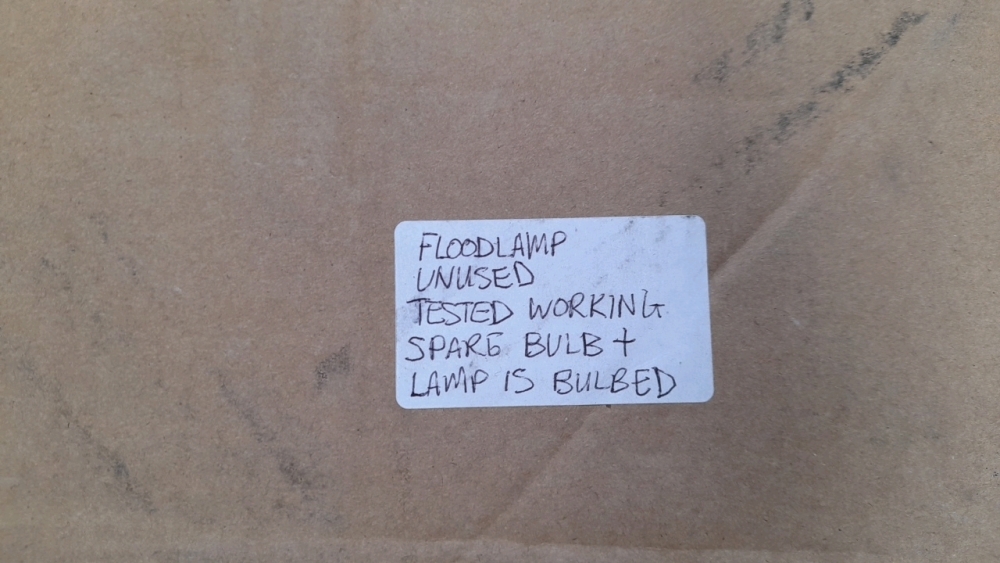 FLOODLAMP
UNUSED
TESTED WORKING
SPARE BULB +
LAMP IS BULBED